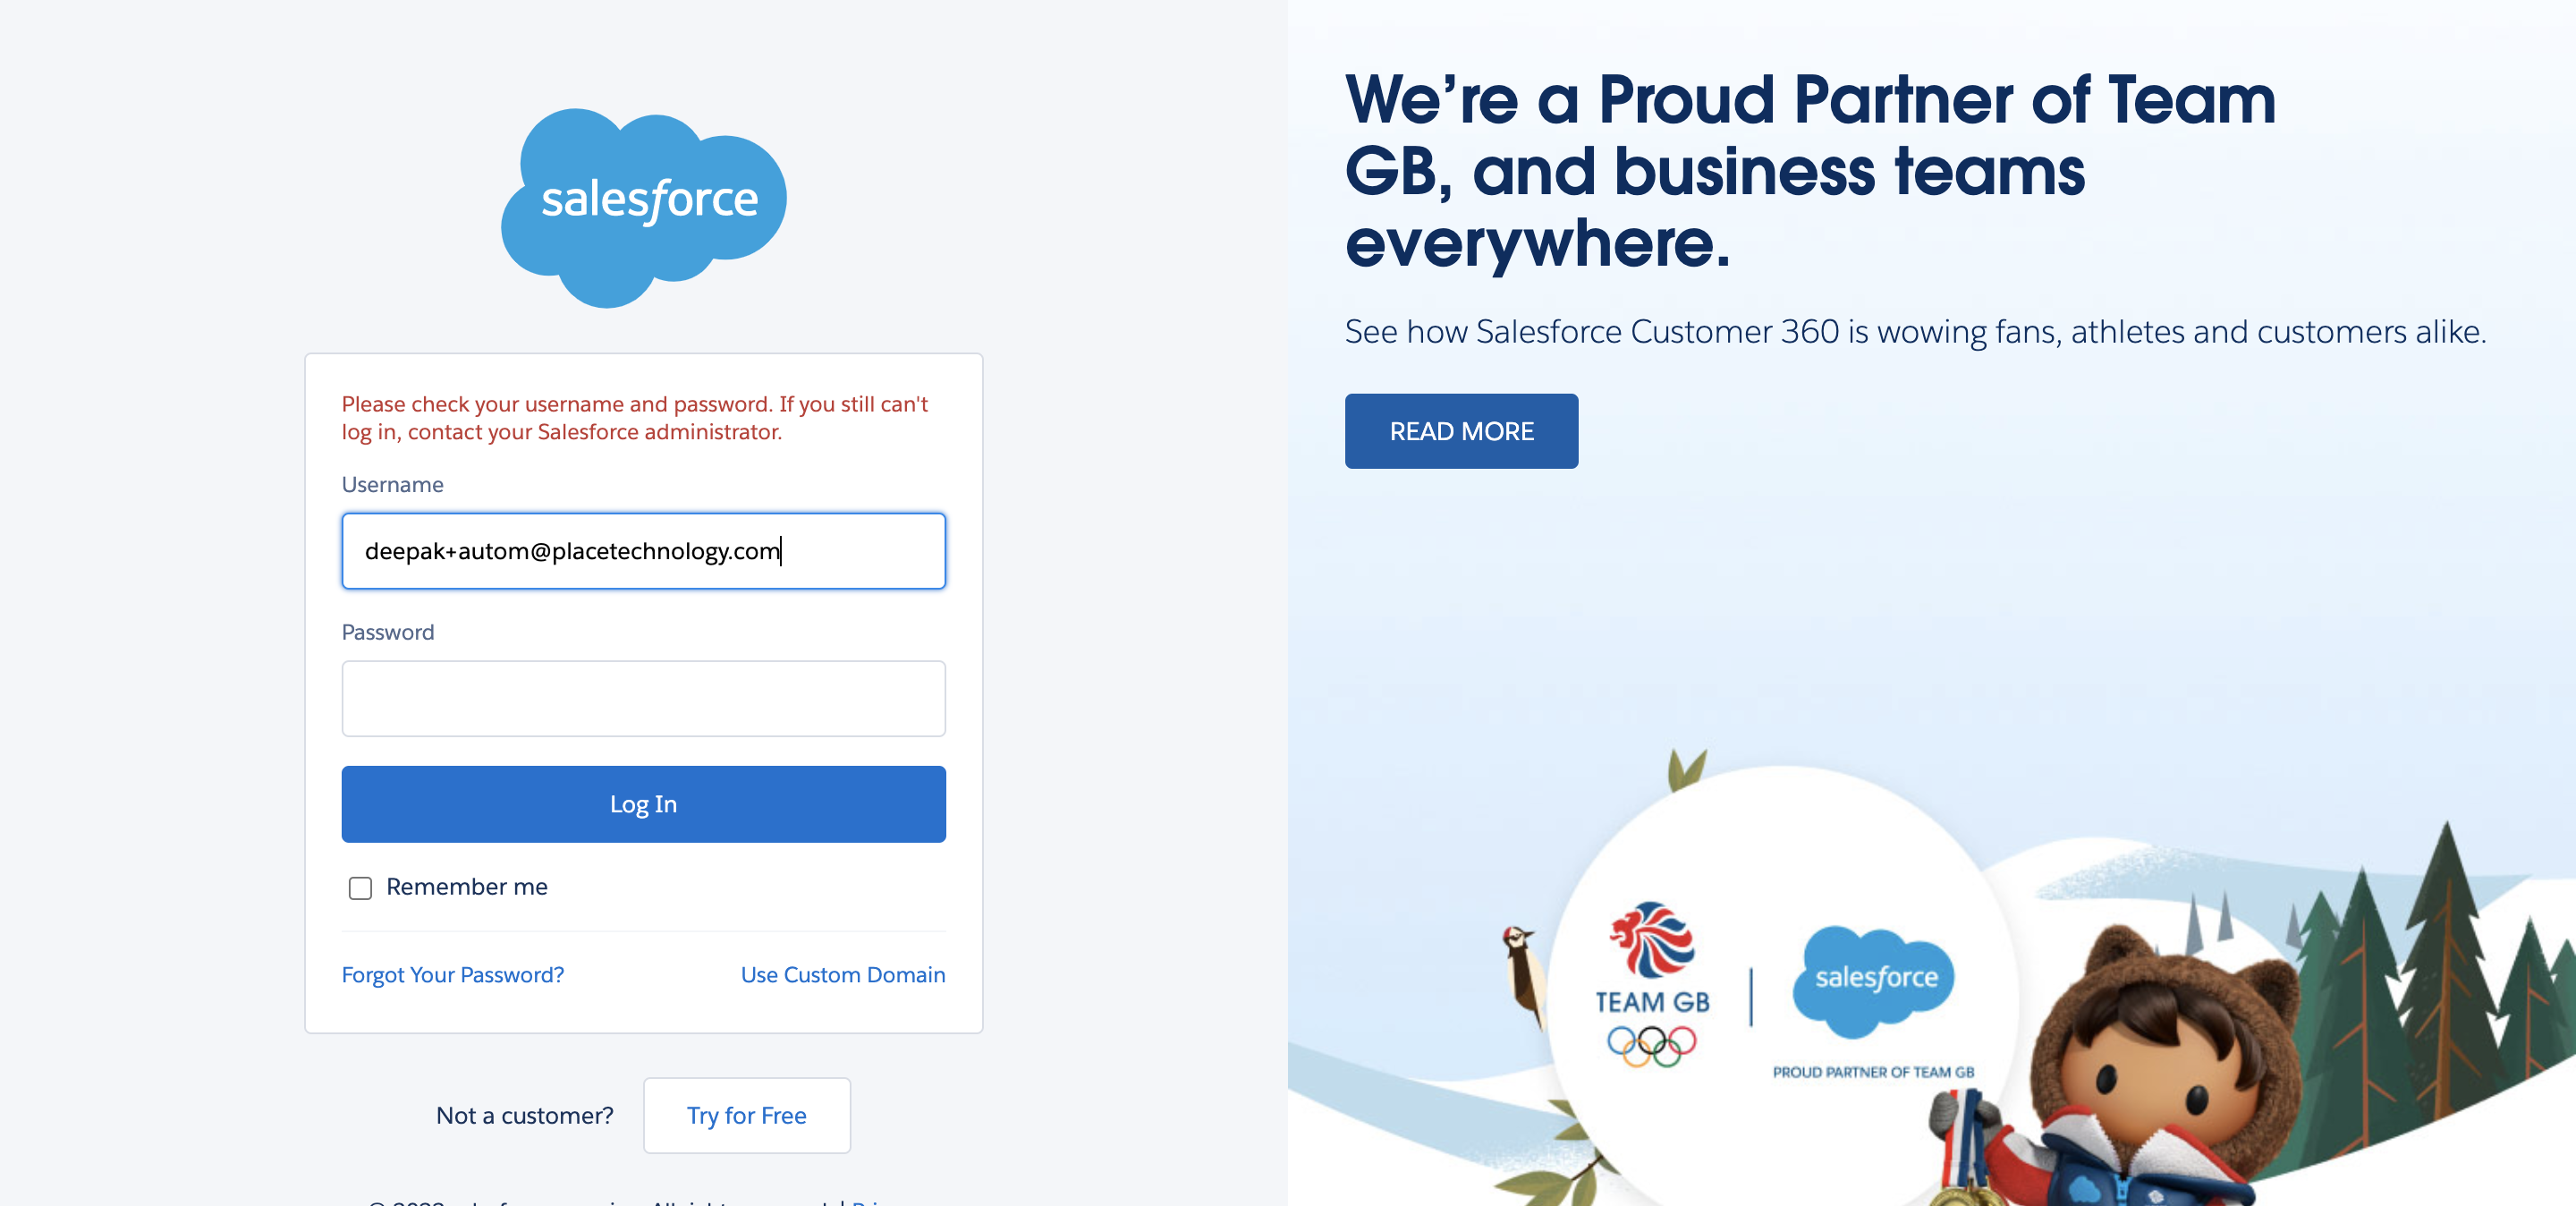 salesforce
Please check your username and password. If you still can't
log in, contact your Salesforce administrator.
Username
deepak+autom@placetechnology.com
Password
Log In
Remember me
Forgot Your Password?
Use Custom Domain
Not a customer?
Try for Free
We're a Proud Partner of Team
GB, and business teams
everywhere.
See how Salesforce Customer 360 is wowing fans, athletes and customers alike.
READ MORE
TEAM GB
salesforce
PROUD PARTNER OF TEAM GB